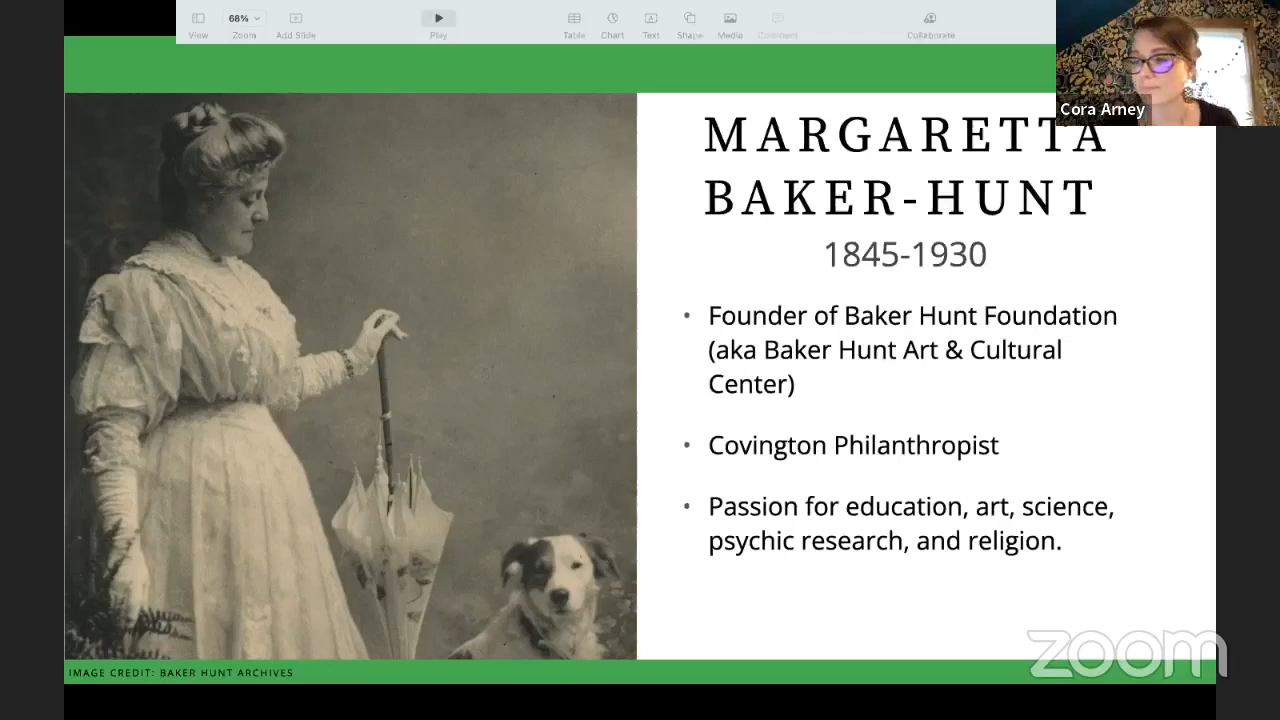 68%
View
Zoom
Add Slide
Play
Table
Chart
Text
Shape
Media
Comment
Collaborate
Cora Arney
MARGARETTA
BAKER-HUNT
1845-1930
• Founder of Baker Hunt Foundation
(aka Baker Hunt Art & Cultural
Center)
• Covington Philanthropist
• Passion for education, art, science,
psychic research, and religion.
zoom
IMAGE CREDIT: BAKER HUNT ARCHIVES